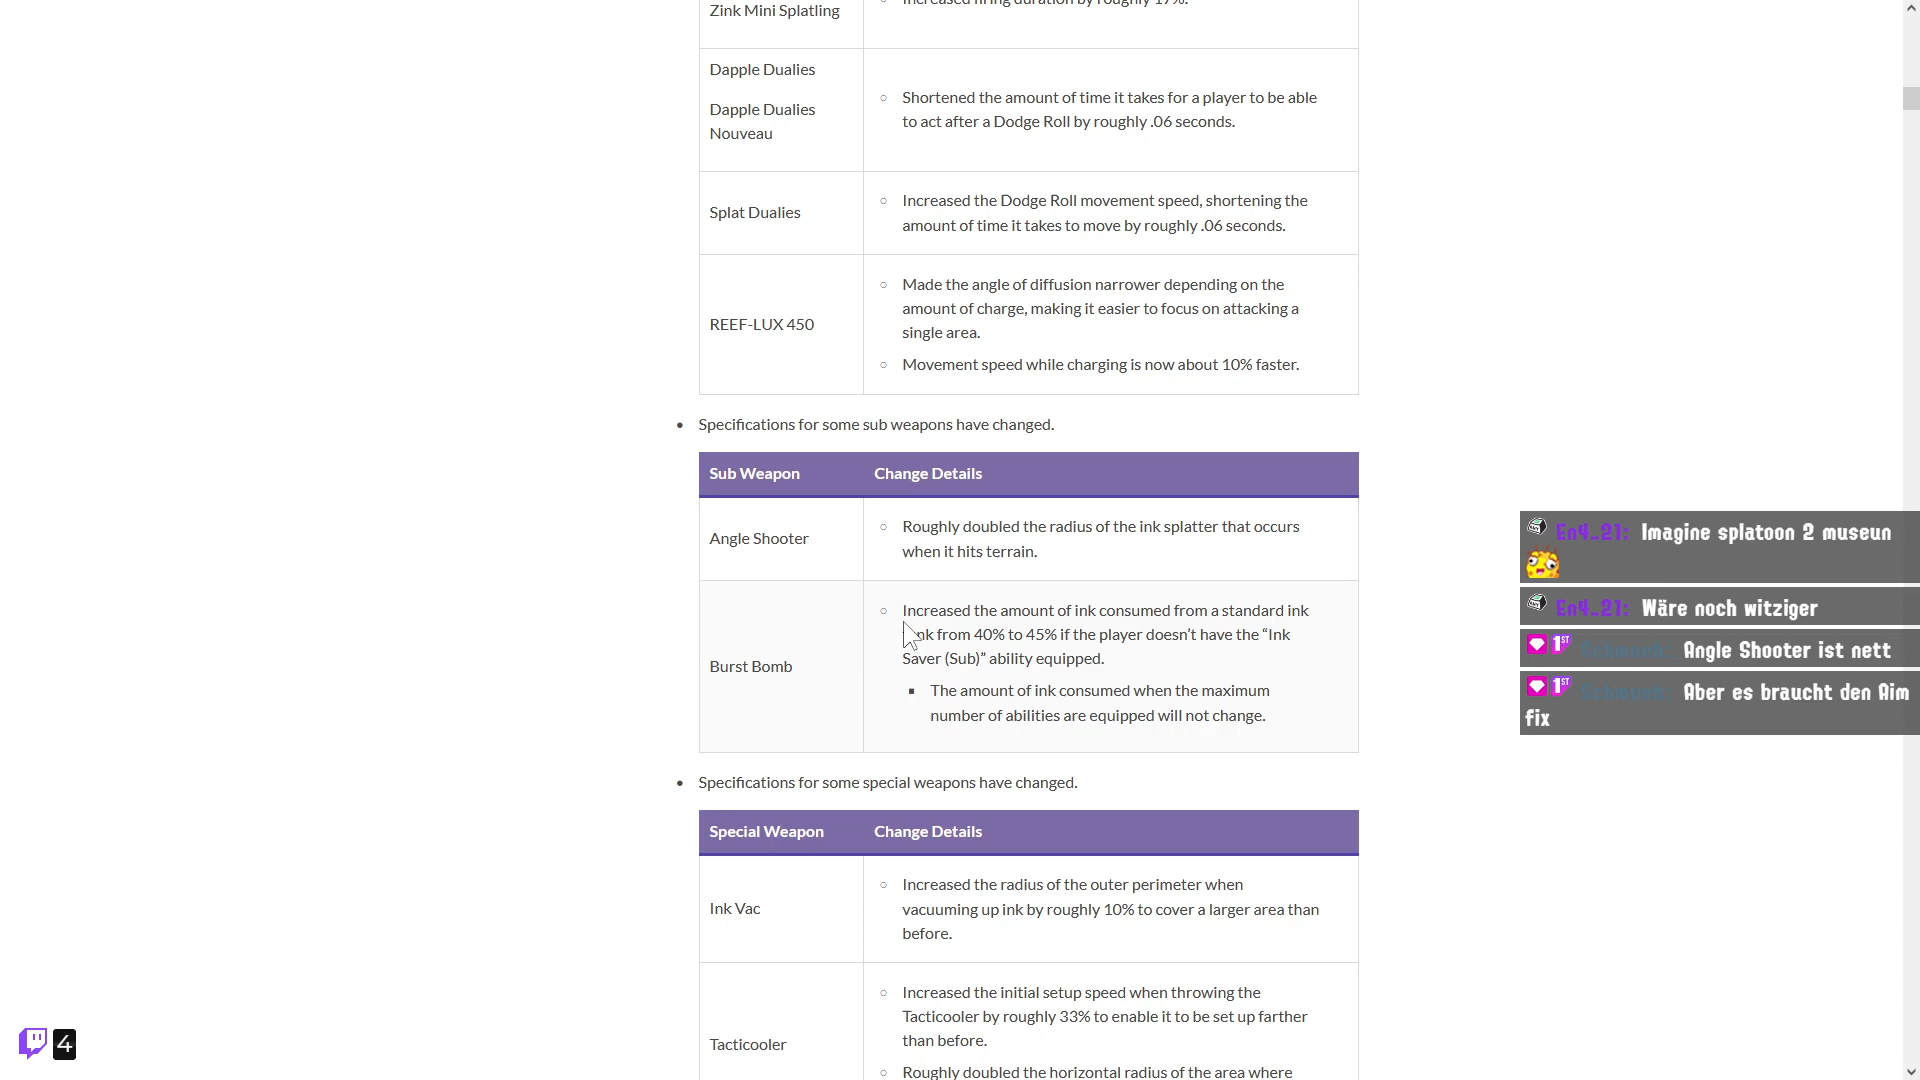 Increased firing duration by roughly 17%.
Zink Mini Splatling
Dapple Dualies
Dapple Dualies
Nouveau
Shortened the amount of time it takes for a player to be able
to act after a Dodge Roll by roughly .06 seconds.
Splat Dualies
Increased the Dodge Roll movement speed, shortening the
amount of time it takes to move by roughly .06 seconds.
REEF-LUX 450
Made the angle of diffusion narrower depending on the
amount of charge, making it easier to focus on attacking a
single area.
Movement speed while charging is now about 10% faster.
Specifications for some sub weapons have changed.
Sub Weapon Change Details
Angle Shooter
Roughly doubled the radius of the ink splatter that occurs
when it hits terrain.
Burst Bomb
Increased the amount of ink consumed from a standard ink
tank from 40% to 45% if the player doesn't have the “Ink
Saver (Sub)” ability equipped.
The amount of ink consumed when the maximum
number of abilities are equipped will not change.
Specifications for some special weapons have changed.
Special Weapon Change Details
Ink Vac
Increased the radius of the outer perimeter when
vacuuming up ink by roughly 10% to cover a larger area than
before.
Tacticooler
Increased the initial setup speed when throwing the
Tacticooler by roughly 33% to enable it to be set up farther
than before.
Roughly doubled the horizontal radius of the area where
En4_21: Imagine splatoon 2 museun
En4_21: Wäre noch witziger
1ST Angle Shooter ist nett
1ST Aber es braucht den Aim
fix
4